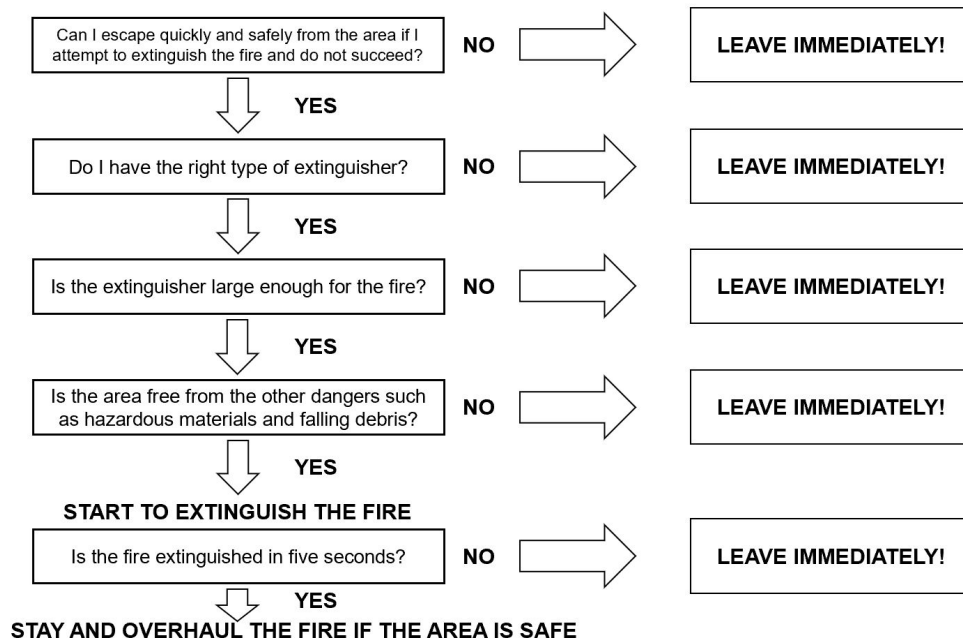 Can I escape quickly and safely from the area if I
attempt to extinguish the fire and do not succeed?
NO
LEAVE IMMEDIATELY!
YES
Do I have the right type of extinguisher?
NO
LEAVE IMMEDIATELY!
YES
Is the extinguisher large enough for the fire?
NO
LEAVE IMMEDIATELY!
YES
Is the area free from the other dangers such
as hazardous materials and falling debris?
NO
LEAVE IMMEDIATELY!
YES
START TO EXTINGUISH THE FIRE
Is the fire extinguished in five seconds?
NO
LEAVE IMMEDIATELY!
YES
STAY AND OVERHAUL THE FIRE IF THE AREA IS SAFE